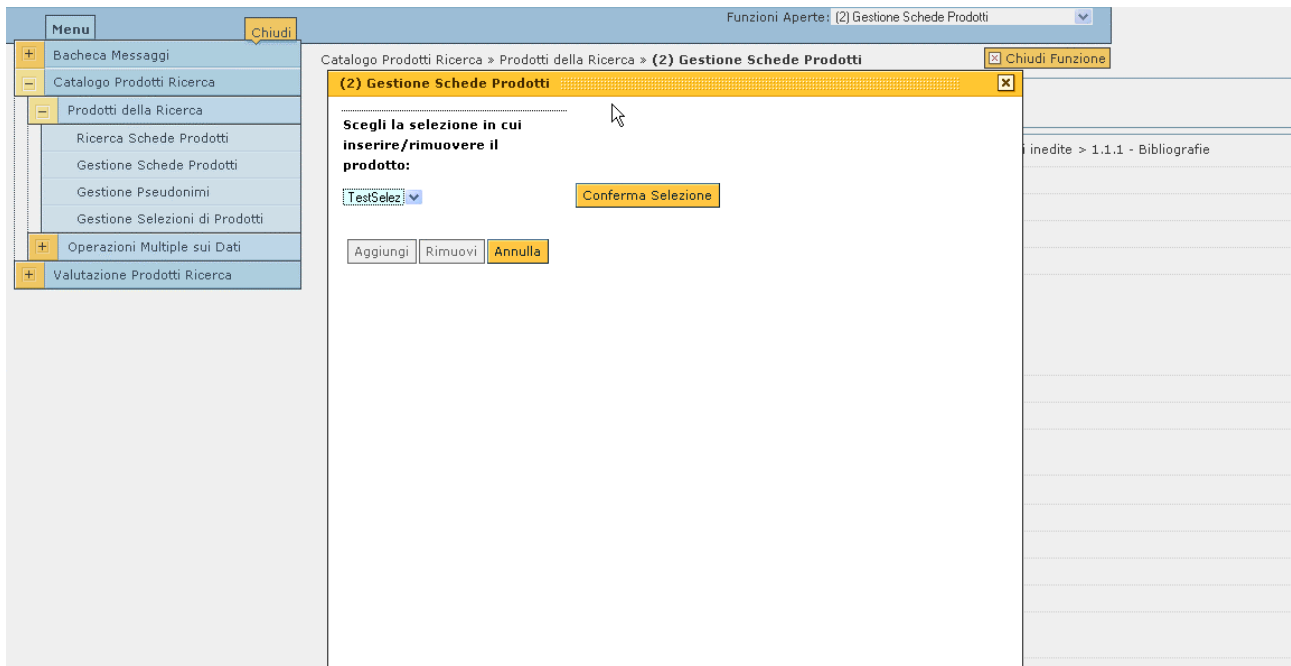 Menu
Chiudi
Funzioni Aperte: (2) Gestione Schede Prodotti
Bacheca Messaggi
Catalogo Prodotti Ricerca
Prodotti della Ricerca
Ricerca Schede Prodotti
Gestione Schede Prodotti
Gestione Pseudonimi
Gestione Selezioni di Prodotti
Operazioni Multiple sui Dati
Valutazione Prodotti Ricerca
Catalogo Prodotti Ricerca » Prodotti della Ricerca » (2) Gestione Schede Prodotti
Chiudi Funzione
(2) Gestione Schede Prodotti
Scegli la selezione in cui
inserire/rimuovere il
prodotto:
TestSelez
Conferma Selezione
Aggiungi Rimuovi Annulla
i inedite > 1.1.1 - Bibliografie